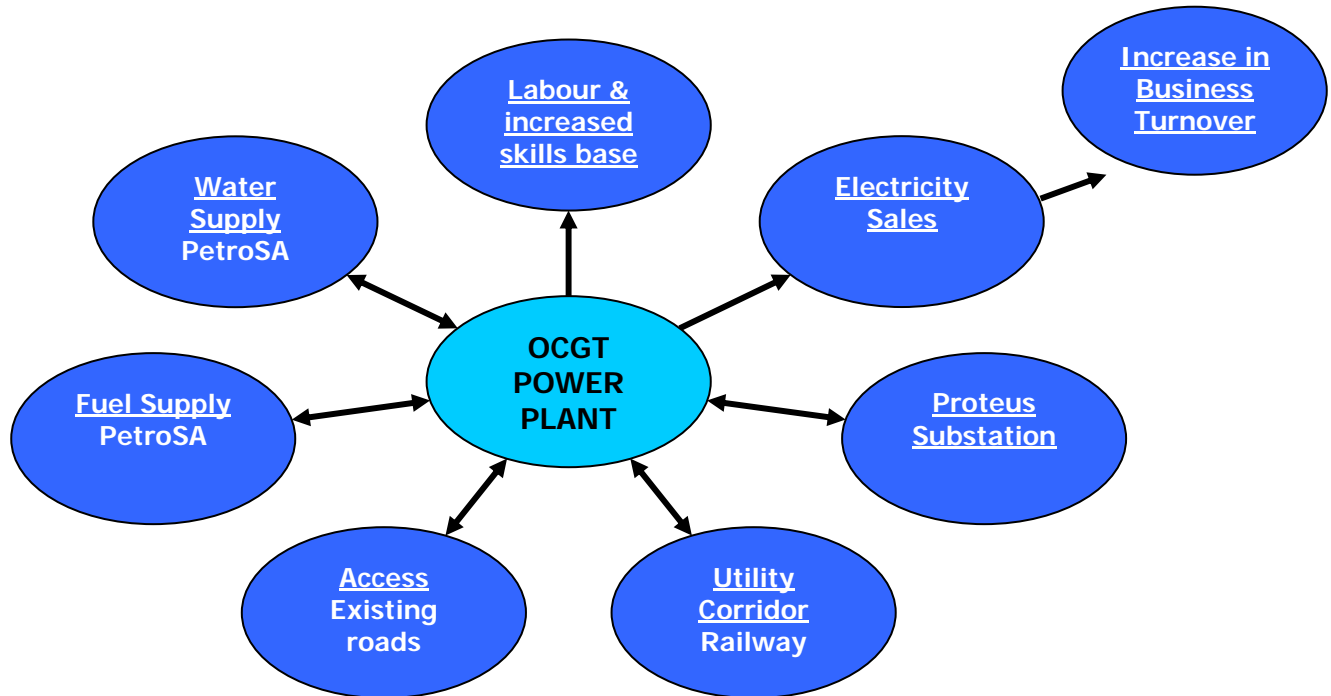 Increase in
Business
Turnover
Labour &
increased
skills base
Water
Supply
PetroSA
Electricity
Sales
OCGT
POWER
PLANT
Fuel Supply
PetroSA
Proteus
Substation
Access
Existing
roads
Utility
Corridor
Railway